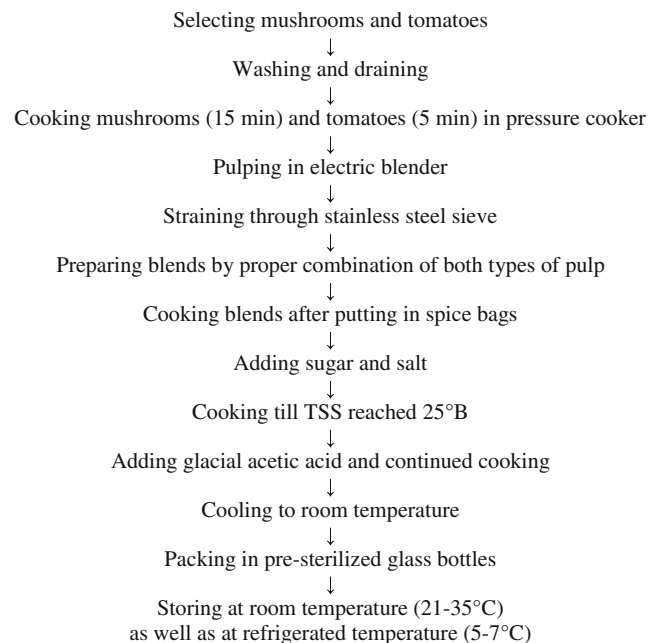 Selecting mushrooms and tomatoes
↓
Washing and draining
↓
Cooking mushrooms (15 min) and tomatoes (5 min) in pressure cooker
↓
Pulping in electric blender
↓
Straining through stainless steel sieve
↓
Preparing blends by proper combination of both types of pulp
↓
Cooking blends after putting in spice bags
↓
Adding sugar and salt
↓
Cooking till TSS reached 25°B
↓
Adding glacial acetic acid and continued cooking
↓
Cooling to room temperature
↓
Packing in pre-sterilized glass bottles
↓
Storing at room temperature (21-35°C)
as well as at refrigerated temperature (5-7°C)